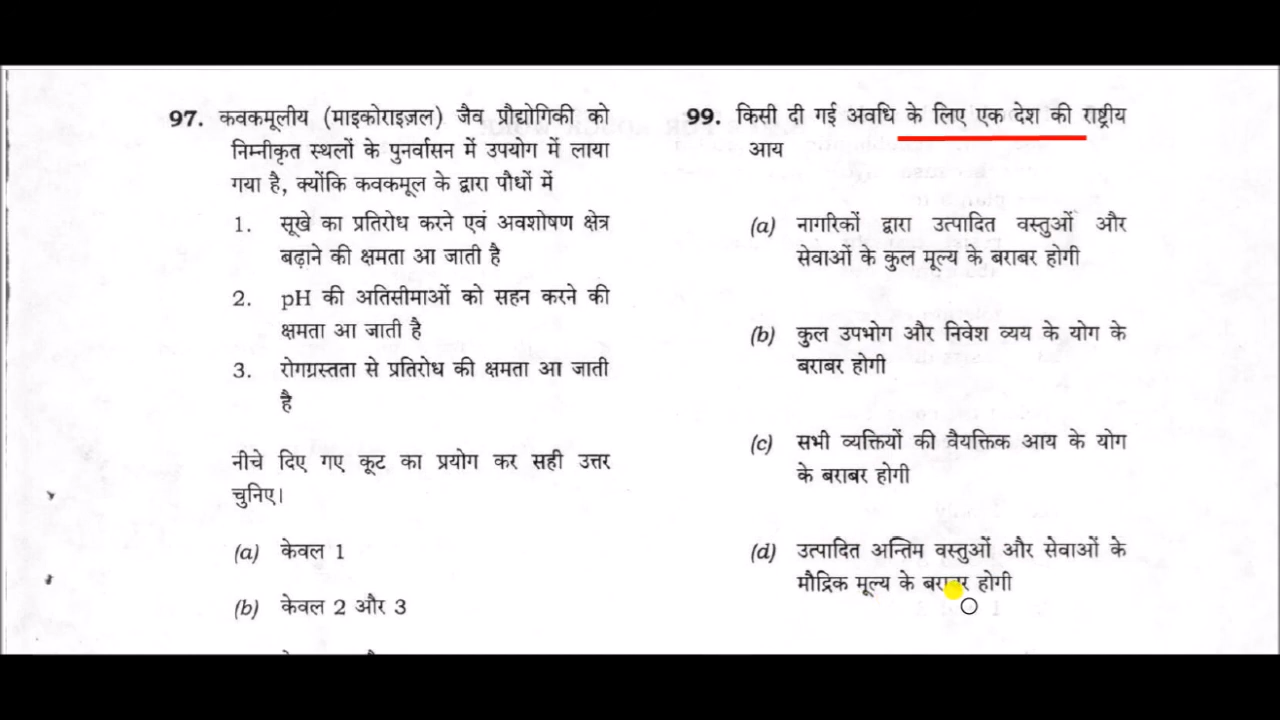 97. कवकमूलीय (माइकोराइज़ल) जैव प्रौद्योगिकी को
निम्नीकृत स्थलों के पुनर्वासन में उपयोग में लाया
गया है, क्योंकि कवकमूल के द्वारा पौधों में
1. सूखे का प्रतिरोध करने एवं अवशोषण क्षेत्र
बढ़ाने की क्षमता आ जाती है
2. pH की अतिसीमाओं को सहन करने की
क्षमता आ जाती है
3. रोगग्रस्तता से प्रतिरोध की क्षमता आ जाती
है
नीचे दिए गए कूट का प्रयोग कर सही उत्तर
चुनिए।
(a) केवल 1
(b) केवल 2 और 3
99. किसी दी गई अवधि के लिए एक देश की राष्ट्रीय
आय
(a) नागरिकों द्वारा उत्पादित वस्तुओं और
सेवाओं के कुल मूल्य के बराबर होगी
(b) कुल उपभोग और निवेश व्यय के योग के
बराबर होगी
(c) सभी व्यक्तियों की वैयक्तिक आय के योग
के बराबर होगी
(d) उत्पादित अन्तिम वस्तुओं और सेवाओं के
मौद्रिक मूल्य के बराबर होगी